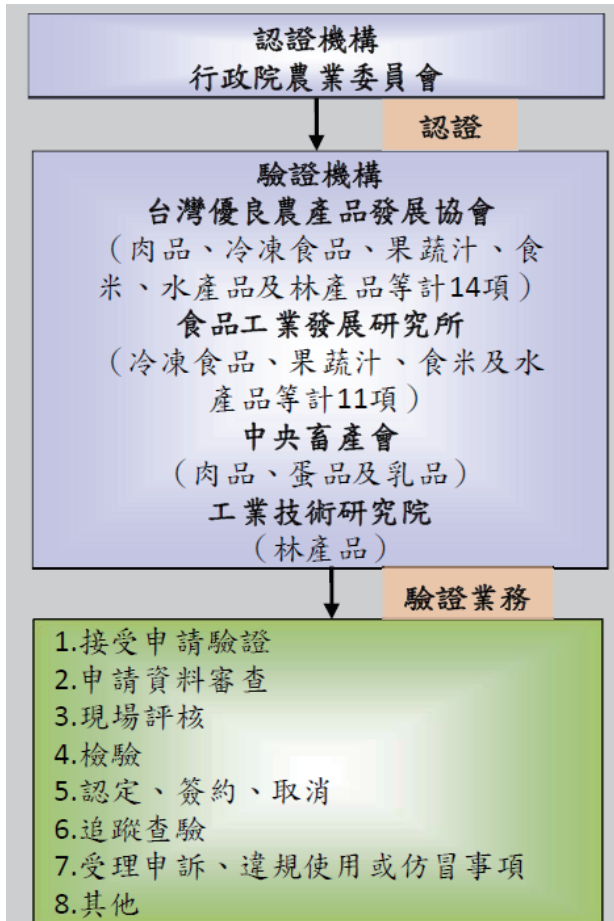 認證機構
行政院農業委員會
認證
驗證機構
台灣優良農產品發展協會
（肉品、冷凍食品、果蔬汁、食
米、水產品及林產品等計14項）
食品工業發展研究所
（冷凍食品、果蔬汁、食米及水
產品等計11項）
中央畜產會
（肉品、蛋品及乳品）
工業技術研究院
（林產品）
驗證業務
1.接受申請驗證
2.申請資料審查
3.現場評核
4.檢驗
5.認定、簽約、取消
6.追蹤查驗
7.受理申訴、違規使用或仿冒事項
8.其他